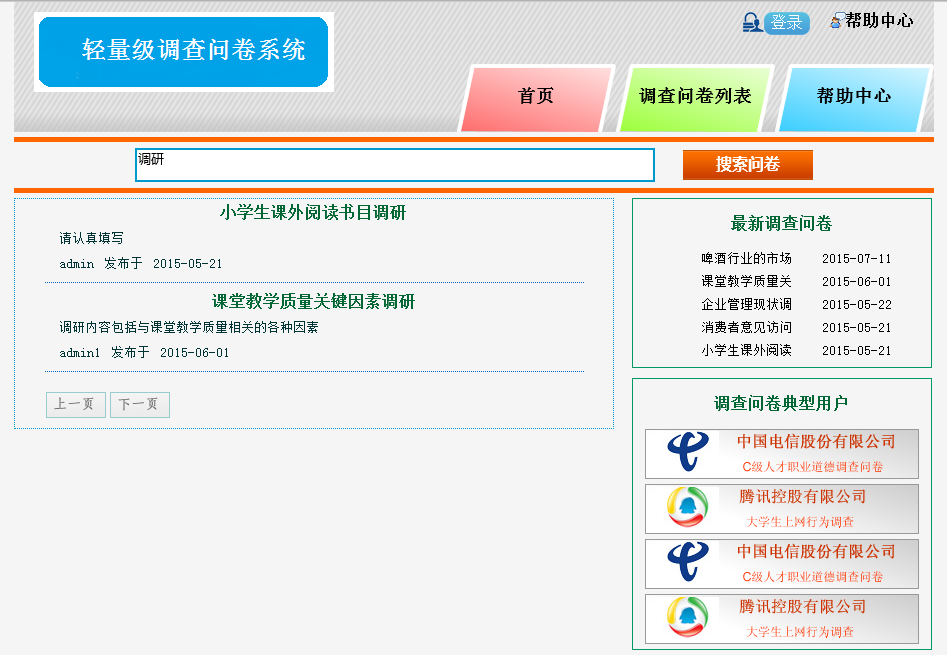 轻量级调查问卷系统
登录 帮助中心
首页 调查问卷列表 帮助中心
调研 搜索问卷
小学生课外阅读书目调研
请认真填写
admin 发布于 2015-05-21
课堂教学质量关键因素调研
调研内容包括与课堂教学质量相关的各种因素
admin1 发布于 2015-06-01
上一页 下一页
最新调查问卷
啤酒行业的市场 2015-07-11
课堂教学质量关 2015-06-01
企业管理现状调 2015-05-22
消费者意见访问 2015-05-21
小学生课外阅读 2015-05-21
调查问卷典型用户
中国电信股份有限公司
C级人才职业道德调查问卷
腾讯控股有限公司
大学生上网行为调查
中国电信股份有限公司
C级人才职业道德调查问卷
腾讯控股有限公司
大学生上网行为调查